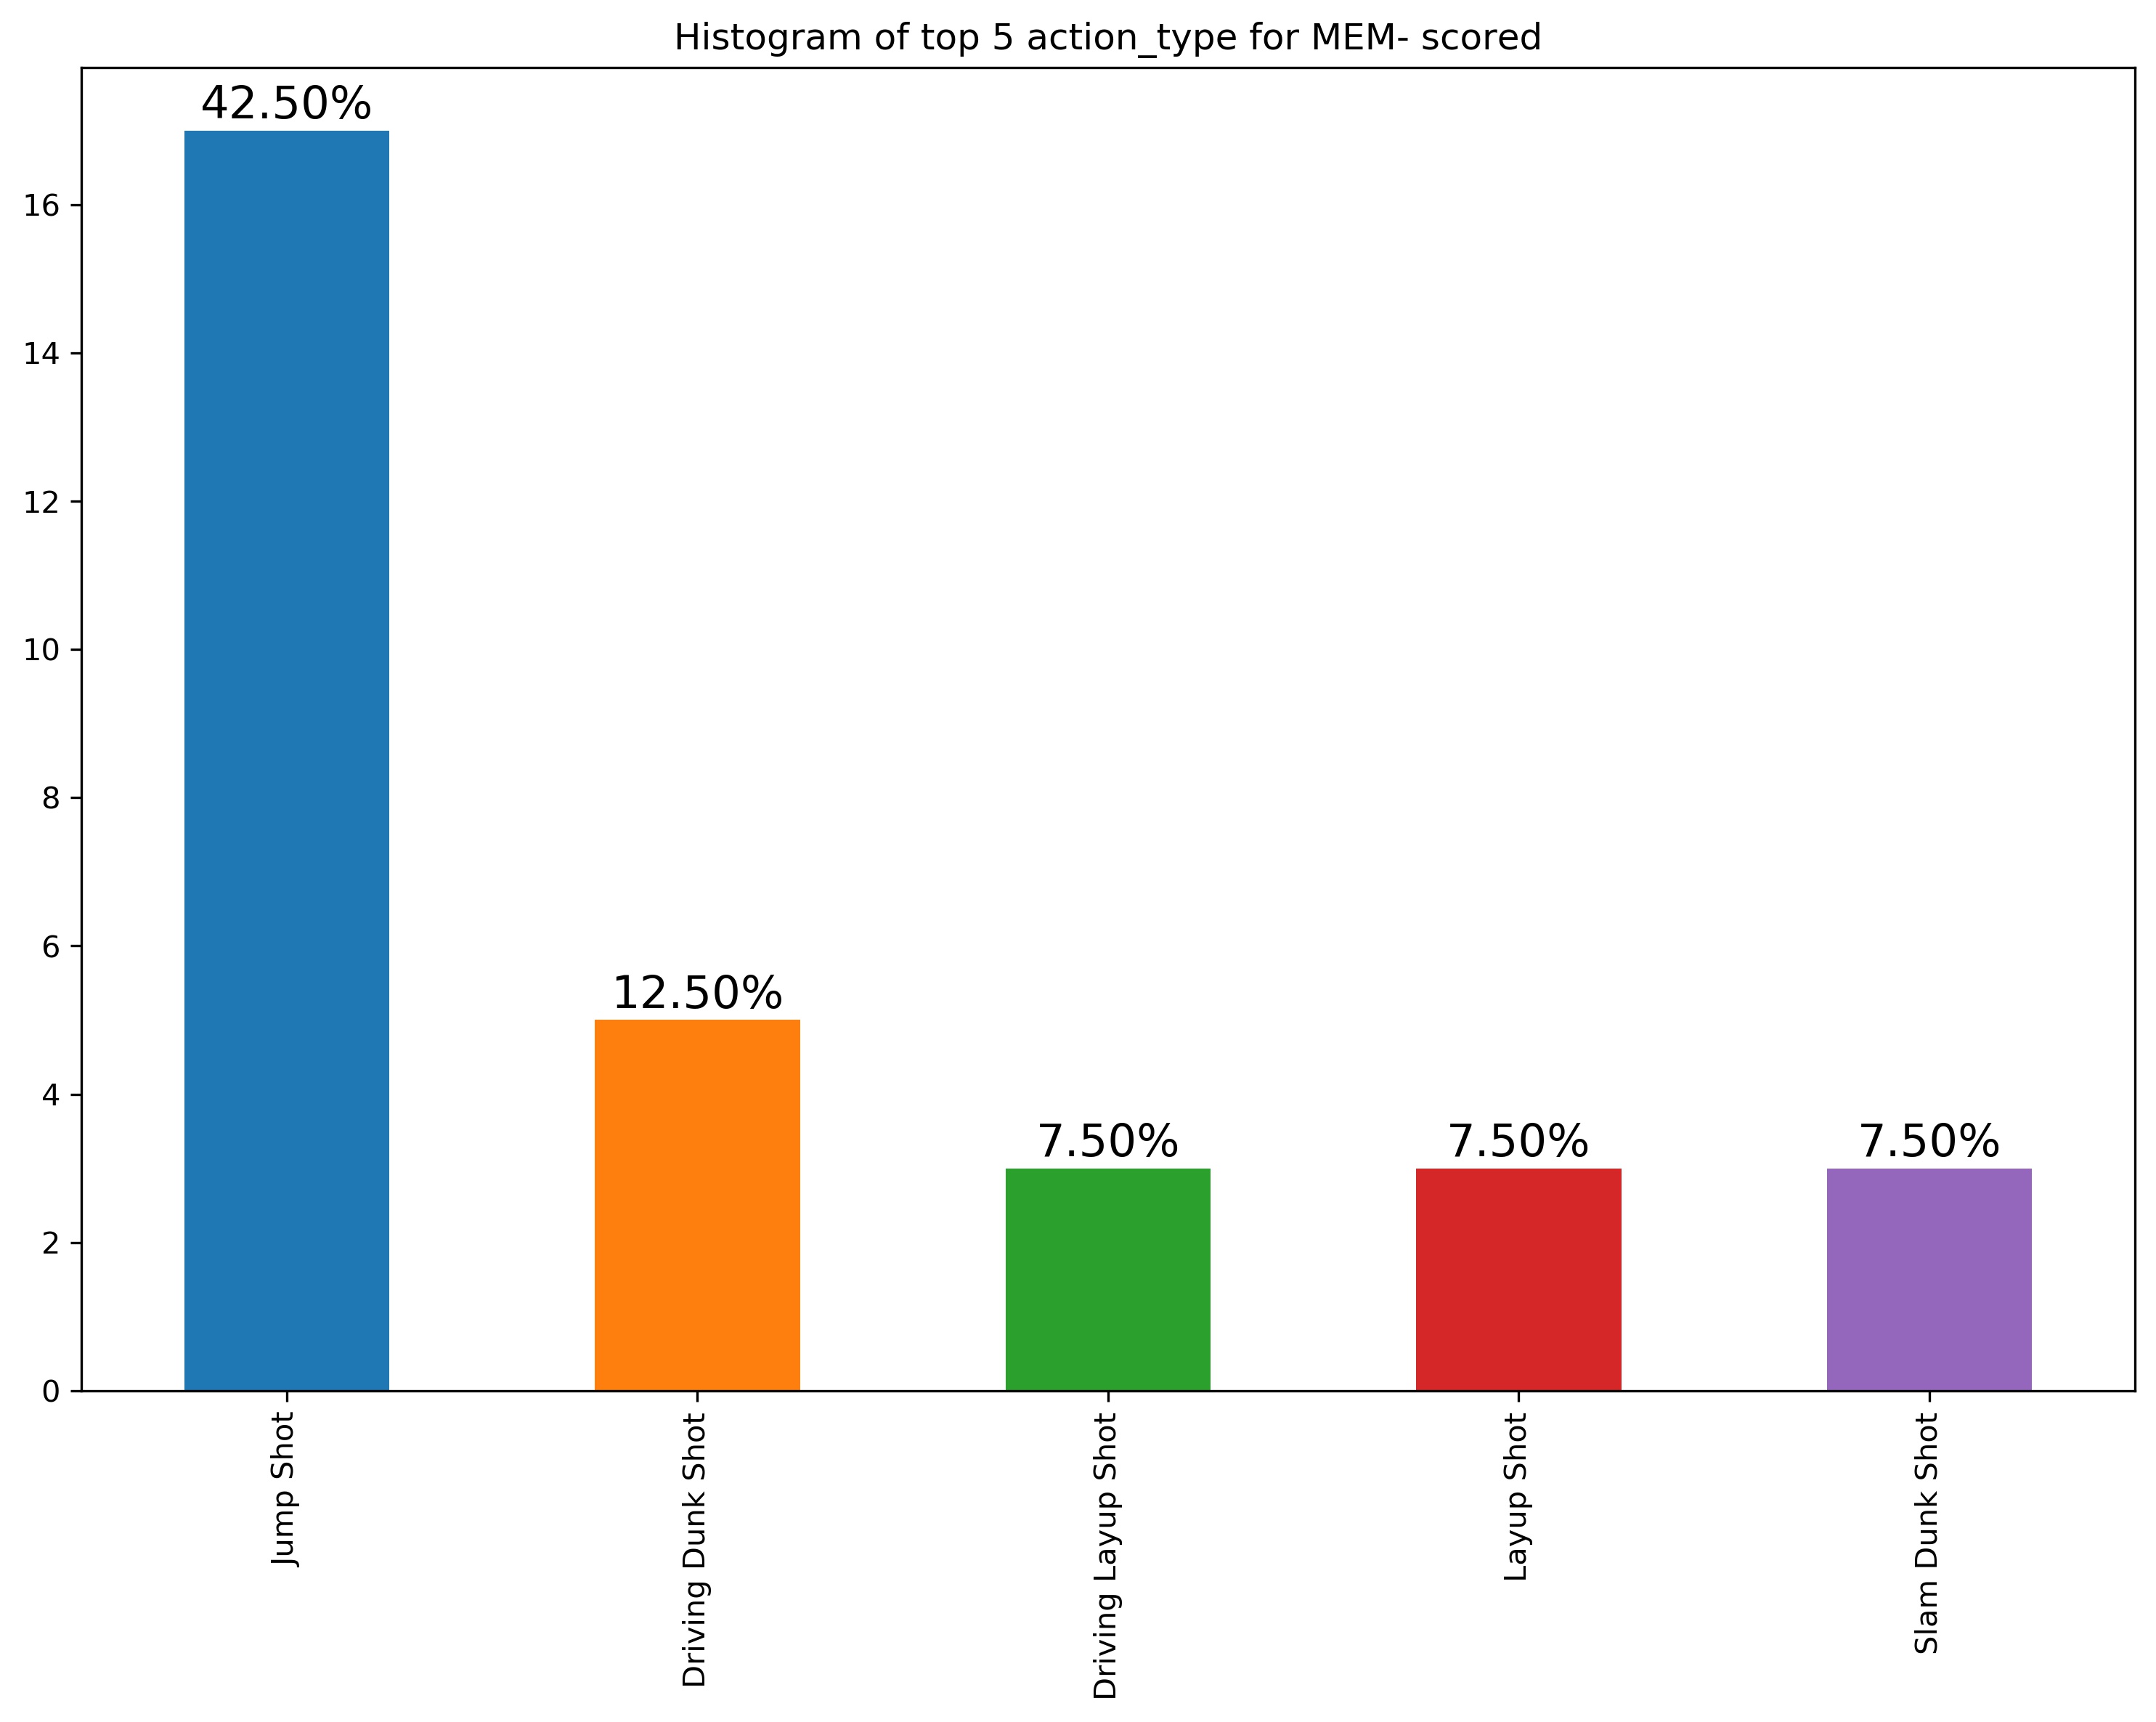 Histogram of top 5 action_type for MEM- scored
42.50%
12.50%
7.50%
7.50%
7.50%
16
14
12
10
8
6
4
2
0
Jump Shot
Driving Dunk Shot
Driving Layup Shot
Layup Shot
Slam Dunk Shot